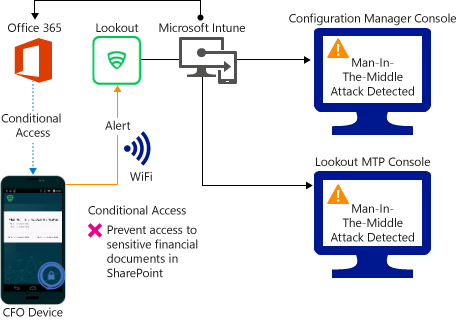 Office 365
Lookout
Microsoft Intune
Configuration Manager Console
Man-In-
The-Middle
Attack Detected
Conditional
Access
Alert
WiFi
Lookout MTP Console
Man-In-
The-Middle
Attack Detected
Conditional Access
Prevent access to
sensitive financial
documents in
SharePoint
CFO Device